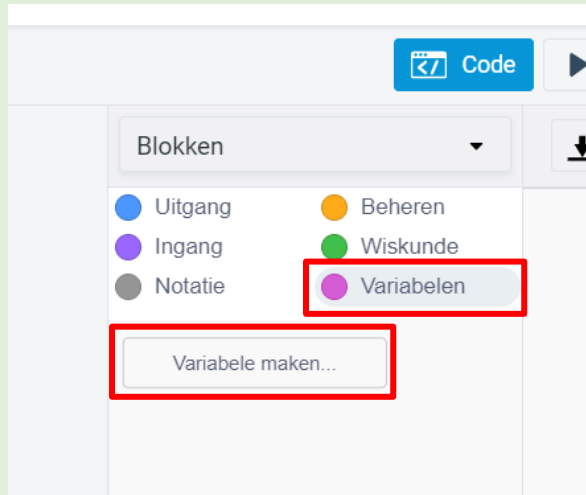 Code
Blokken
Uitgang Beheren
Ingang Wiskunde
Notatie Variabelen
Variabele maken...